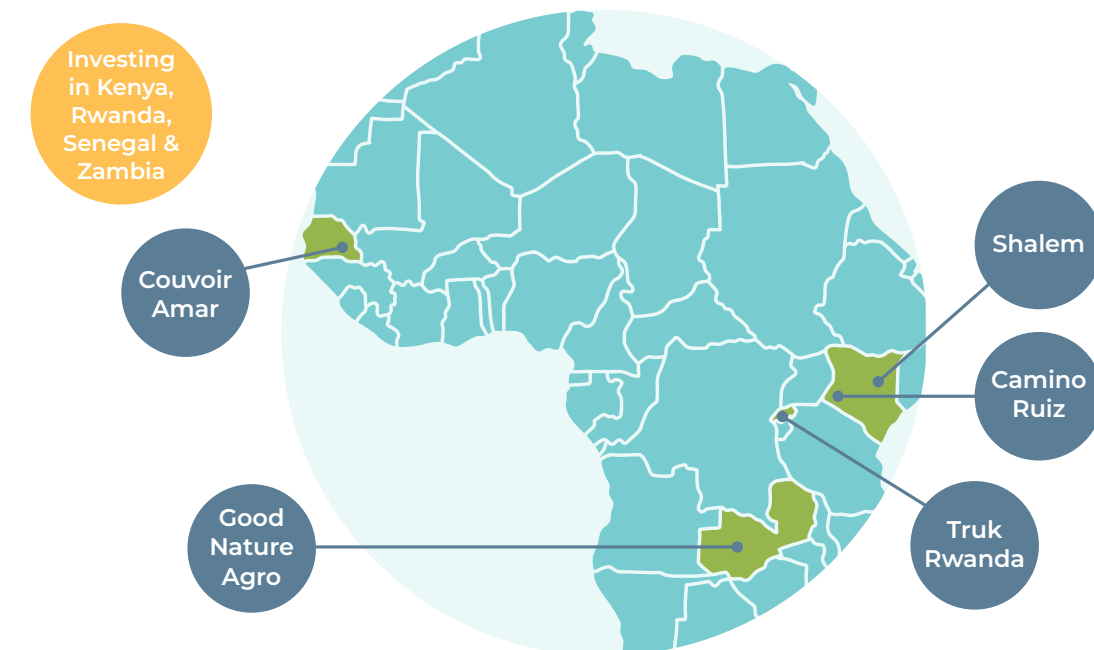 Investing
in Kenya,
Rwanda,
Senegal &
Zambia
Couvoir
Amar
Shalem
Camino
Ruiz
Good
Nature
Agro
Truk
Rwanda